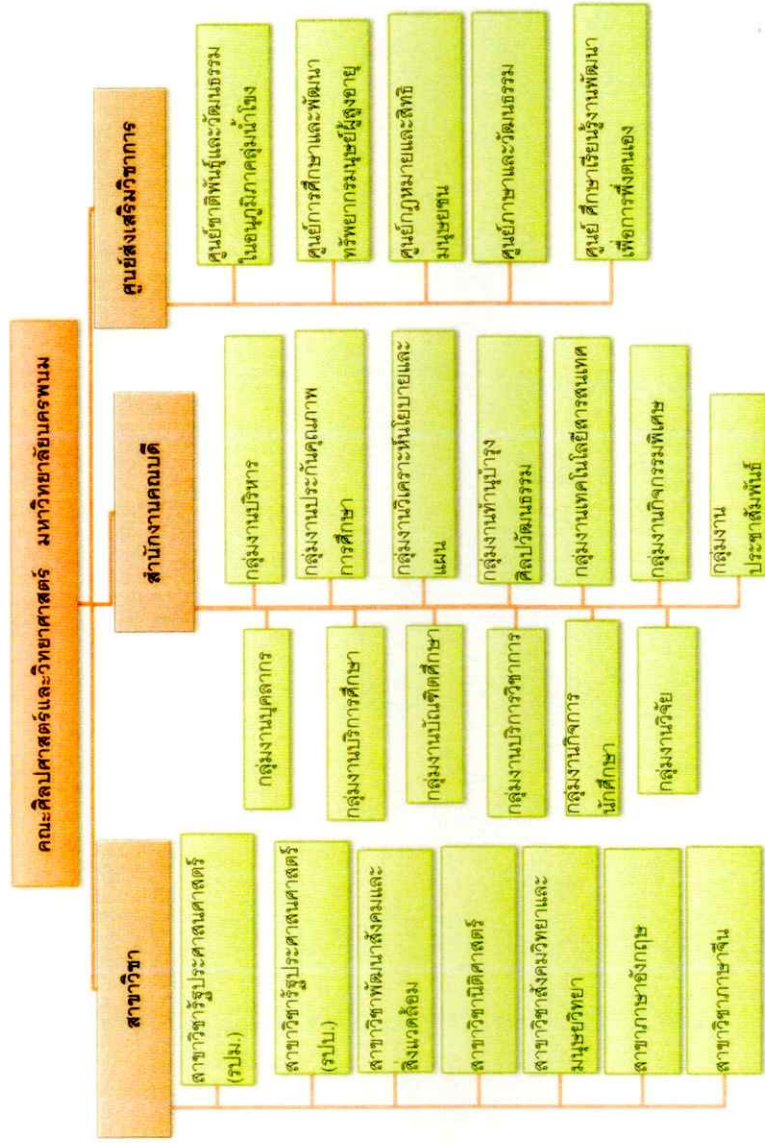 คณะศิลปศาสตร์และวิทยาศาสตร์ มหาวิทยาลัยนครพนม
สาขาวิชา
สาขาวิชารัฐประศาสนศาสตร์
(รปม.)
สาขาวิชารัฐประศาสนศาสตร์
(รปบ.)
สาขาวิชาพัฒนาสังคมและ
สิ่งแวดล้อม
สาขาวิชานิติศาสตร์
สาขาวิชาสังคมวิทยาและ
มนุษยวิทยา
สาขาภาษาอังกฤษ
สาขาวิชาภาษาจีน
สำนักงานคณบดี
กลุ่มงานบุคลากร
กลุ่มงานบริการศึกษา
กลุ่มงานบัณฑิตศึกษา
กลุ่มงานบริการวิชาการ
กลุ่มงานกิจการ
นักศึกษา
กลุ่มงานวิจัย
กลุ่มงานบริหาร
กลุ่มงานประกันคุณภาพ
การศึกษา
กลุ่มงานวิเคราะห์นโยบายและ
แผน
กลุ่มงานทำนุบำรุง
ศิลปวัฒนธรรม
กลุ่มงานเทคโนโลยีสารสนเทศ
กลุ่มงานกิจกรรมพิเศษ
กลุ่มงาน
ประชาสัมพันธ์
ศูนย์ส่งเสริมวิชาการ
ศูนย์ชาติพันธุ์และวัฒนธรรม
ในอนุภูมิภาคลุ่มน้ำโขง
ศูนย์การศึกษาและพัฒนา
ทรัพยากรมนุษย์ผู้สูงอายุ
ศูนย์กฎหมายและสิทธิ
มนุษยชน
ศูนย์ภาษาและวัฒนธรรม
ศูนย์ ศึกษาเรียนรู้งานพัฒนา
เพื่อการพึ่งตนเอง